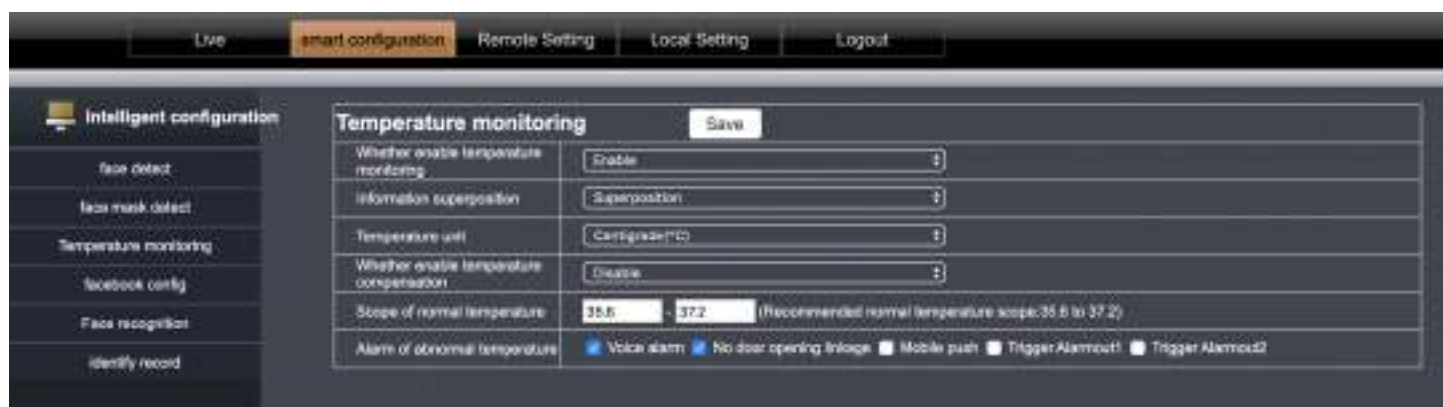 Live smart configuration Remote Setting Local Setting Logout
Intelligent configuration
face detect
face mask detect
Temperature monitoring
facebook config
Face recognition
identify record
Temperature monitoring Save
Whether enable temperature
monitoring
Enable
Information superposition Superposition
Temperature unit Centigrade(°C)
Whether enable temperature
compensation
Disable
Scope of normal temperature 35.6 - 37.2 (Recommended normal temperature scope:35.6 to 37.2)
Alarm of abnormal temperature Voice alarm No door opening linkage Mobile push Trigger Alarmout1 Trigger Alarmout2